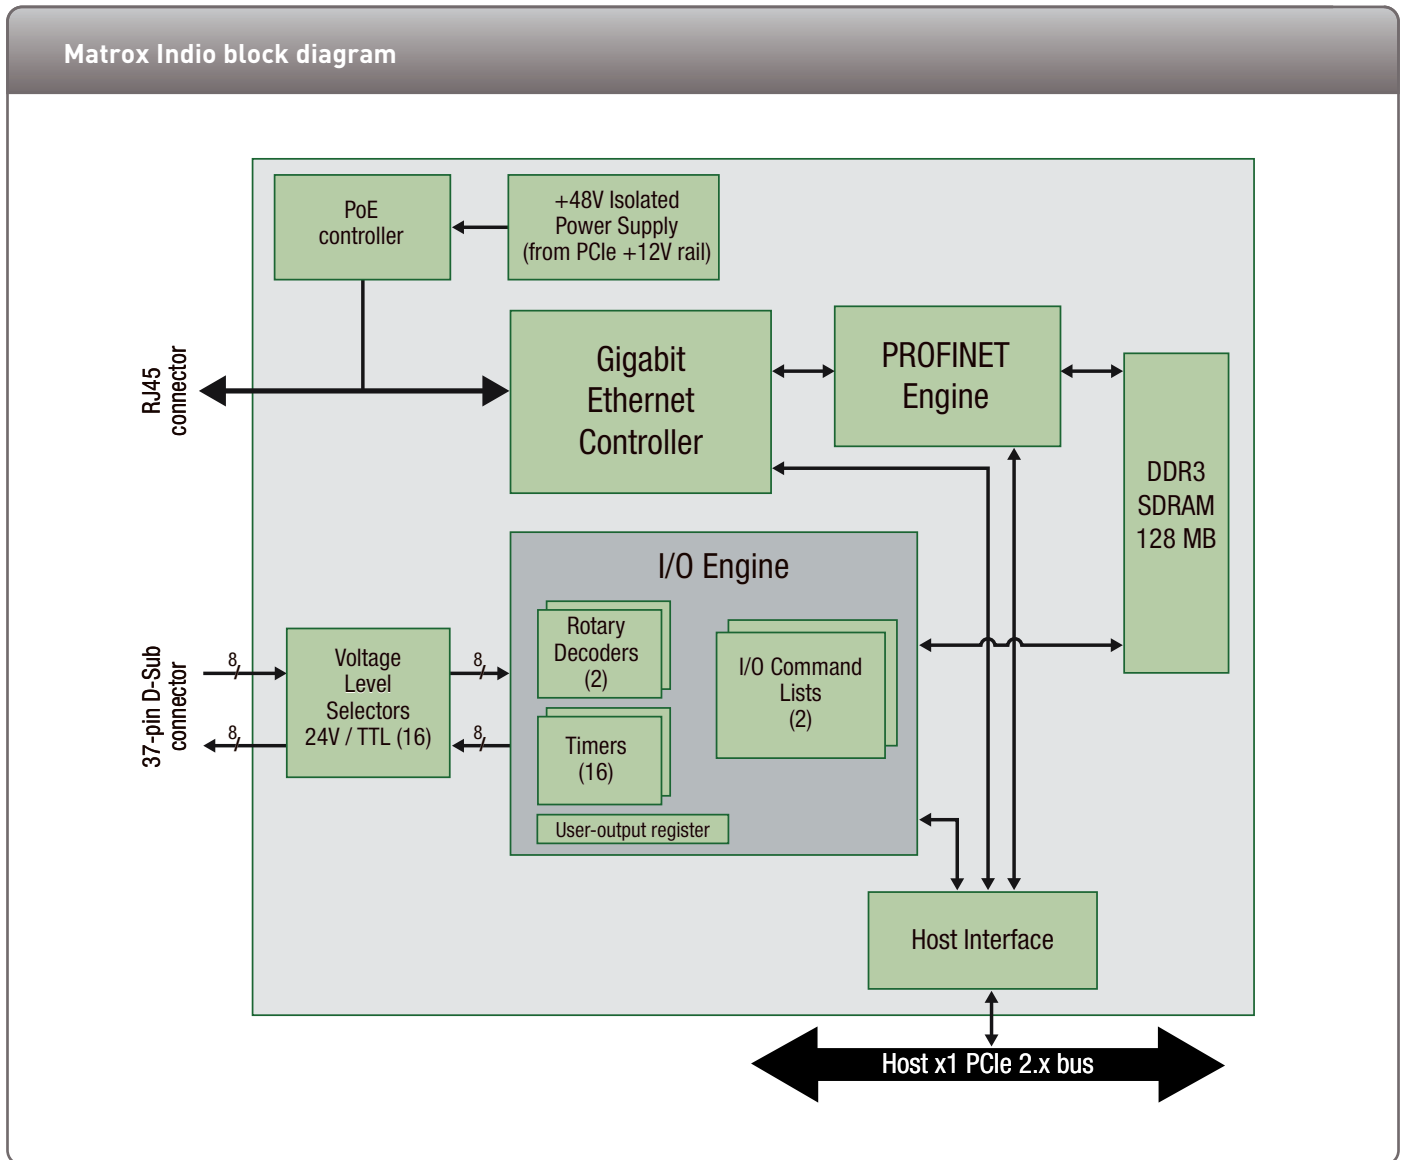 Matrox Indio block diagram
PoE
controller
+48V Isolated
Power Supply
(from PCIe +12V rail)
RJ45
connector
Gigabit
Ethernet
Controller
PROFINET
Engine
DDR3
SDRAM
128 MB
I/O Engine
37-pin D-Sub
connector
8
8
Voltage
Level
Selectors
24V / TTL (16)
8
8
Rotary
Decoders
(2)
I/O Command
Lists
(2)
Timers
(16)
User-output register
Host Interface
Host x1 PCIe 2.x bus